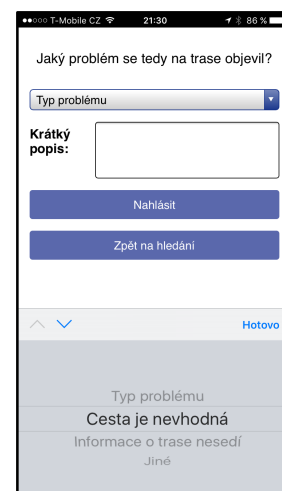 T-Mobile CZ 21:30 86 %
Jaký problém se tedy na trase objevil?
Typ problému
Krátký
popis:
Nahlásit
Zpět na hledání
Hotovo
Typ problému
Cesta je nevhodná
Informace o trase nesedí
Jiné